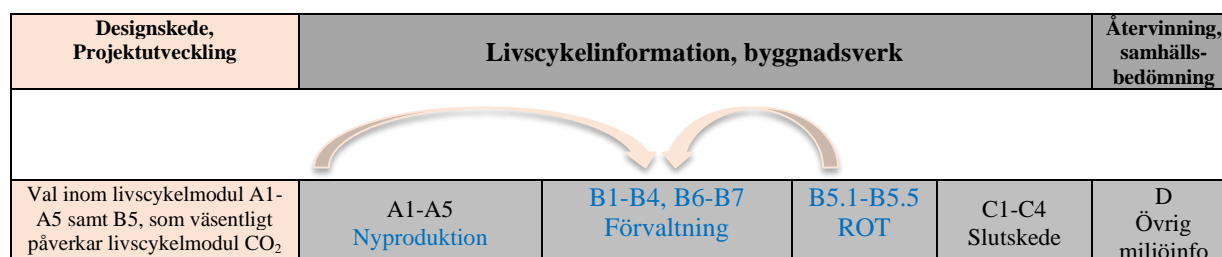 Designskede,
Projektutveckling
Livscykelinformation, byggnadsverk
Återvinning,
samhälls-
bedömning
Val inom livscykelmodul A1-
A5 samt B5, som väsentligt
påverkar livscykelmodul CO₂
A1-A5
Nyproduktion
B1-B4, B6-B7
Förvaltning
B5.1-B5.5
ROT
C1-C4
Slutskede
D
Övrig
miljöinfo